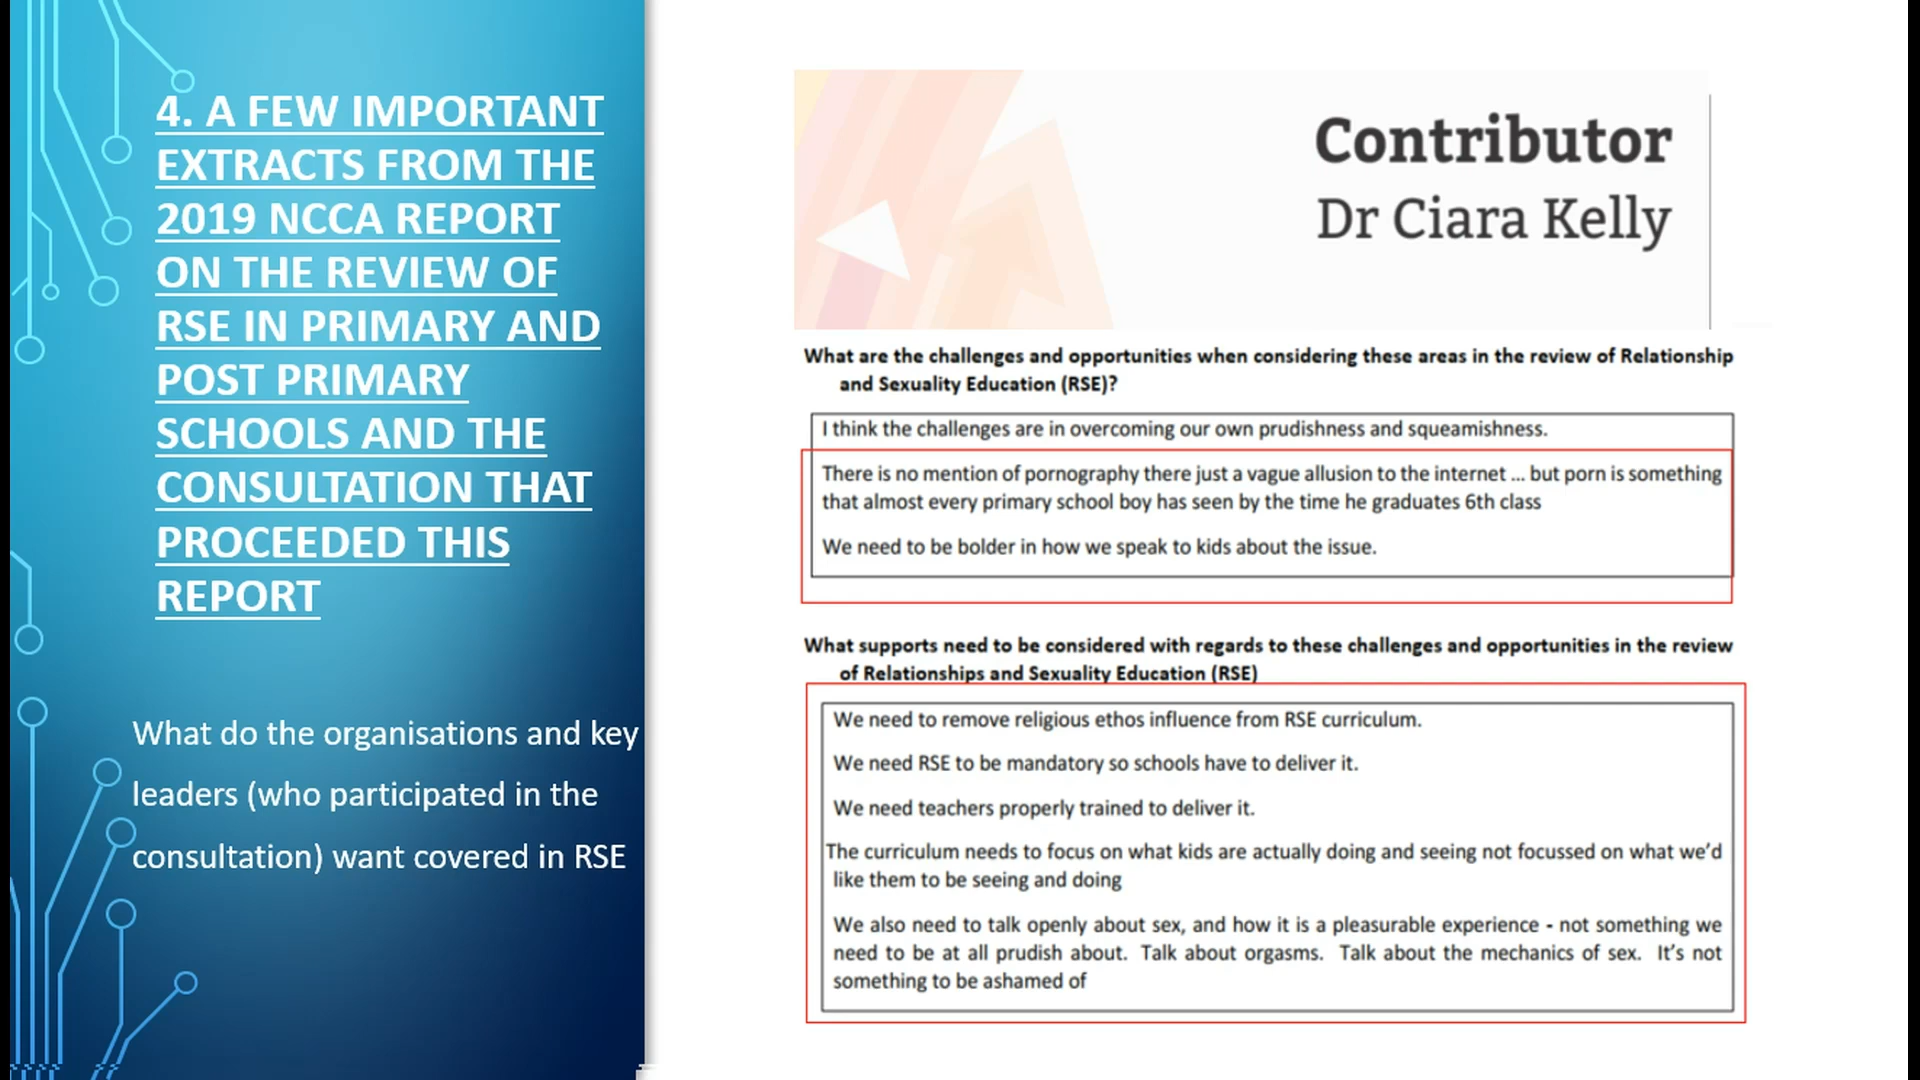 4. A FEW IMPORTANT
EXTRACTS FROM THE
2019 NCCA REPORT
ON THE REVIEW OF
RSE IN PRIMARY AND
POST PRIMARY
SCHOOLS AND THE
CONSULTATION THAT
PROCEEDED THIS
REPORT
What do the organisations and key
leaders (who participated in the
consultation) want covered in RSE
Contributor
Dr Ciara Kelly
What are the challenges and opportunities when considering these areas in the review of Relationship
and Sexuality Education (RSE)?
I think the challenges are in overcoming our own prudishness and squeamishness.
There is no mention of pornography there just a vague allusion to the internet ... but porn is something
that almost every primary school boy has seen by the time he graduates 6th class
We need to be bolder in how we speak to kids about the issue.
What supports need to be considered with regards to these challenges and opportunities in the review
of Relationships and Sexuality Education (RSE)
We need to remove religious ethos influence from RSE curriculum.
We need RSE to be mandatory so schools have to deliver it.
We need teachers properly trained to deliver it.
The curriculum needs to focus on what kids are actually doing and seeing not focussed on what we'd
like them to be seeing and doing
We also need to talk openly about sex, and how it is a pleasurable experience - not something we
need to be at all prudish about. Talk about orgasms. Talk about the mechanics of sex. It's not
something to be ashamed of